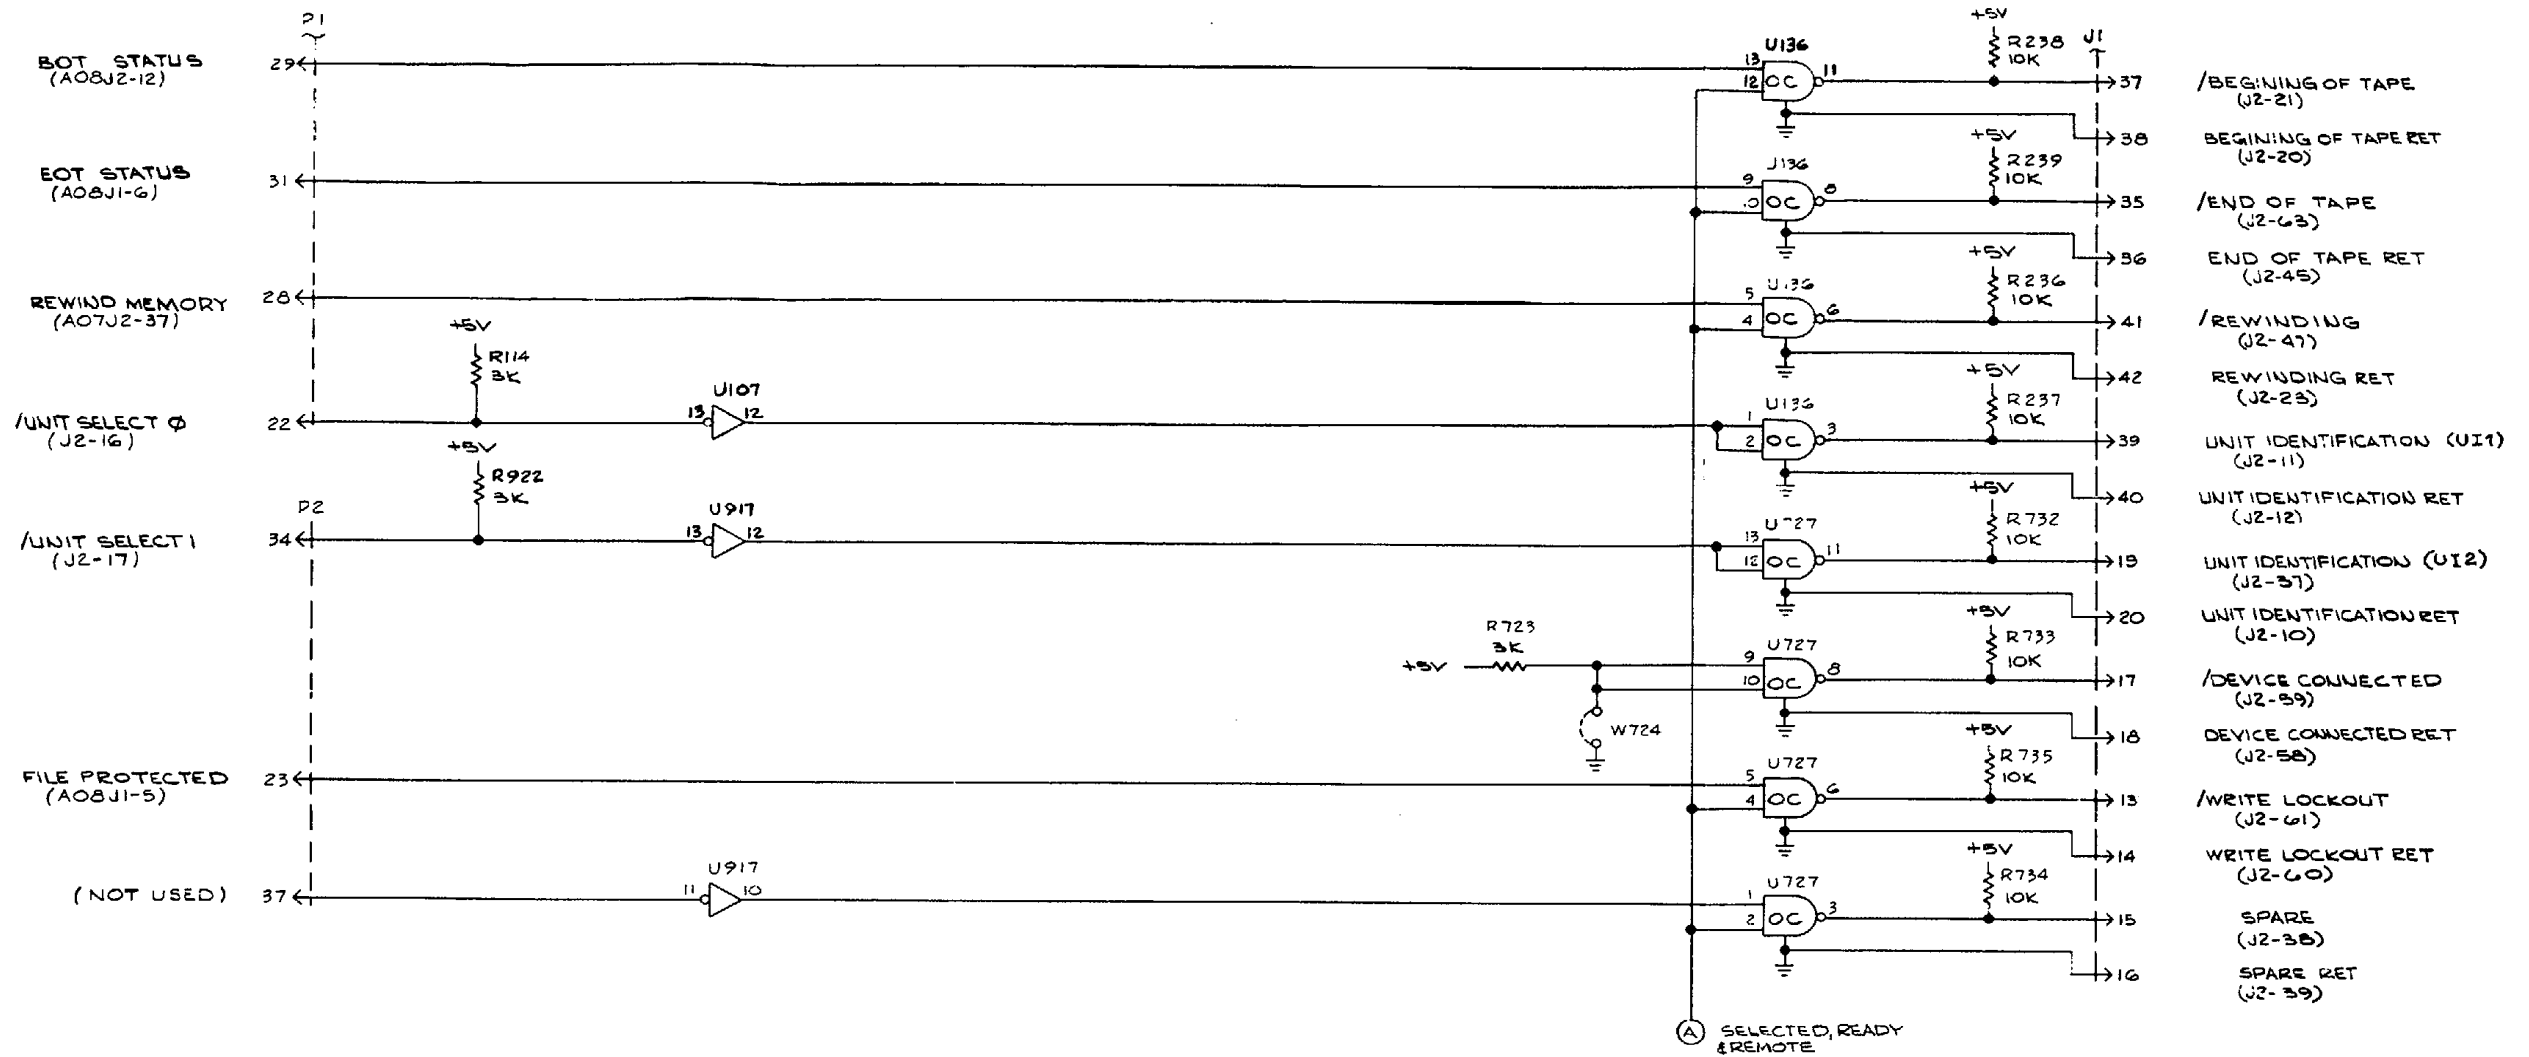 P1
BOT STATUS
(A08J2-12)
29
EOT STATUS
(A08J1-6)
31
REWIND MEMORY
(A07J2-37)
28
+5V
R114
3K
/UNIT SELECT Ø
(J2-16)
22
13
U107
12
+5V
R922
3K
P2
/UNIT SELECT 1
(J2-17)
34
13
U917
12
FILE PROTECTED
(A08J1-5)
23
(NOT USED)
37
11
U917
10
U136
13
12
OC
11
+5V
R238
10K
J1
37
/BEGINING OF TAPE
(J2-21)
38
BEGINING OF TAPE RET
(J2-20)
J136
9
10
OC
8
+5V
R239
10K
35
/END OF TAPE
(J2-63)
36
END OF TAPE RET
(J2-45)
U136
5
4
OC
6
+5V
R236
10K
41
/REWINDING
(J2-47)
42
REWINDING RET
(J2-23)
U136
1
2
OC
3
+5V
R237
10K
39
UNIT IDENTIFICATION (UI1)
(J2-11)
40
UNIT IDENTIFICATION RET
(J2-12)
U727
13
12
OC
11
+5V
R732
10K
19
UNIT IDENTIFICATION (UI2)
(J2-37)
20
UNIT IDENTIFICATION RET
(J2-10)
+5V
R723
3K
W724
U727
9
10
OC
8
+5V
R733
10K
17
/DEVICE CONNECTED
(J2-59)
18
DEVICE CONNECTED RET
(J2-58)
U727
5
4
OC
6
+5V
R735
10K
13
/WRITE LOCKOUT
(J2-61)
14
WRITE LOCKOUT RET
(J2-60)
U727
1
2
OC
3
+5V
R734
10K
15
SPARE
(J2-38)
16
SPARE RET
(J2-39)
A
SELECTED, READY
& REMOTE